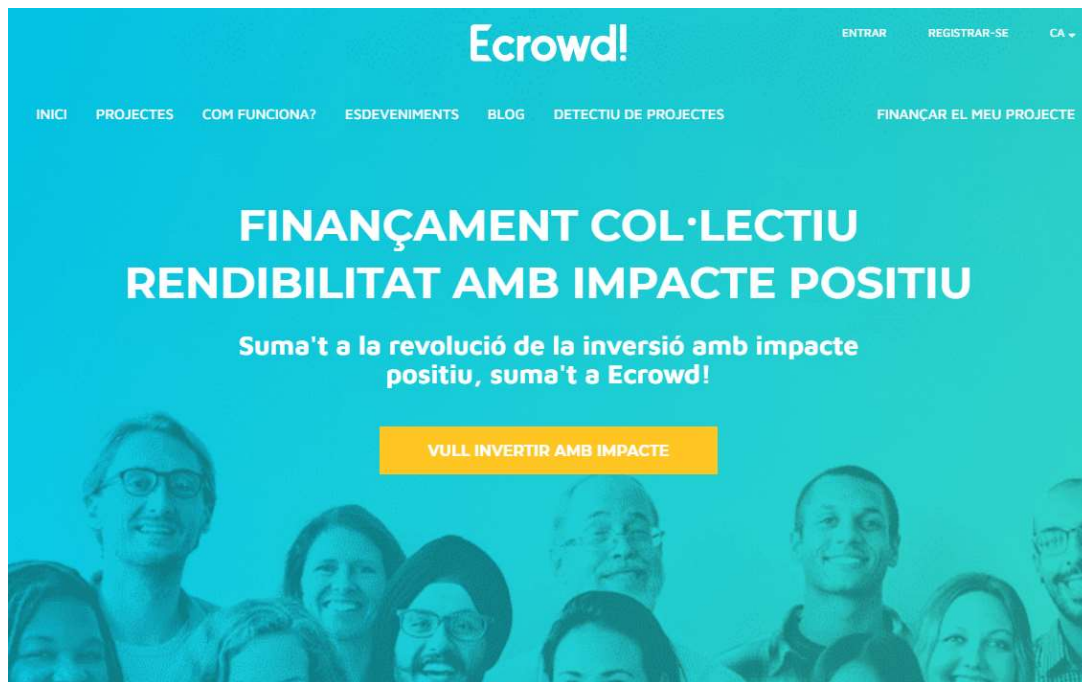 Ecrowd!
ENTRAR REGISTRAR-SE CA
INICI PROJECTES COM FUNCIONA? ESDEVENIMENTS BLOG DETECTIU DE PROJECTES FINANÇAR EL MEU PROJECTE
FINANÇAMENT COL·LECTIU
RENDIBILITAT AMB IMPACTE POSITIU
Suma't a la revolució de la inversió amb impacte
positiu, suma't a Ecrowd!
VULL INVERTIR AMB IMPACTE